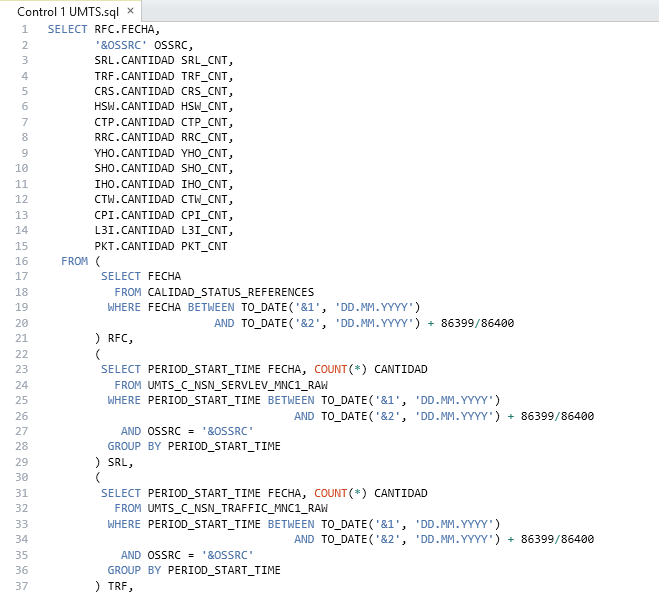 Control 1 UMTS.sql ×
1 SELECT RFC.FECHA,
2 '&OSSRC' OSSRC,
3 SRL.CANTIDAD SRL_CNT,
4 TRF.CANTIDAD TRF_CNT,
5 CRS.CANTIDAD CRS_CNT,
6 HSW.CANTIDAD HSW_CNT,
7 CTP.CANTIDAD CTP_CNT,
8 RRC.CANTIDAD RRC_CNT,
9 YHO.CANTIDAD YHO_CNT,
10 SHO.CANTIDAD SHO_CNT,
11 IHO.CANTIDAD IHO_CNT,
12 CTW.CANTIDAD CTW_CNT,
13 CPI.CANTIDAD CPI_CNT,
14 L3I.CANTIDAD L3I_CNT,
15 PKT.CANTIDAD PKT_CNT
16 FROM (
17 SELECT FECHA
18 FROM CALIDAD_STATUS_REFERENCES
19 WHERE FECHA BETWEEN TO_DATE('&1', 'DD.MM.YYYY')
20 AND TO_DATE('&2', 'DD.MM.YYYY') + 86399/86400
21 ) RFC,
22 (
23 SELECT PERIOD_START_TIME FECHA, COUNT(*) CANTIDAD
24 FROM UMTS_C_NSN_SERVLEV_MNC1_RAW
25 WHERE PERIOD_START_TIME BETWEEN TO_DATE('&1', 'DD.MM.YYYY')
26 AND TO_DATE('&2', 'DD.MM.YYYY') + 86399/86400
27 AND OSSRC = '&OSSRC'
28 GROUP BY PERIOD_START_TIME
29 ) SRL,
30 (
31 SELECT PERIOD_START_TIME FECHA, COUNT(*) CANTIDAD
32 FROM UMTS_C_NSN_TRAFFIC_MNC1_RAW
33 WHERE PERIOD_START_TIME BETWEEN TO_DATE('&1', 'DD.MM.YYYY')
34 AND TO_DATE('&2', 'DD.MM.YYYY') + 86399/86400
35 AND OSSRC = '&OSSRC'
36 GROUP BY PERIOD_START_TIME
37 ) TRF,